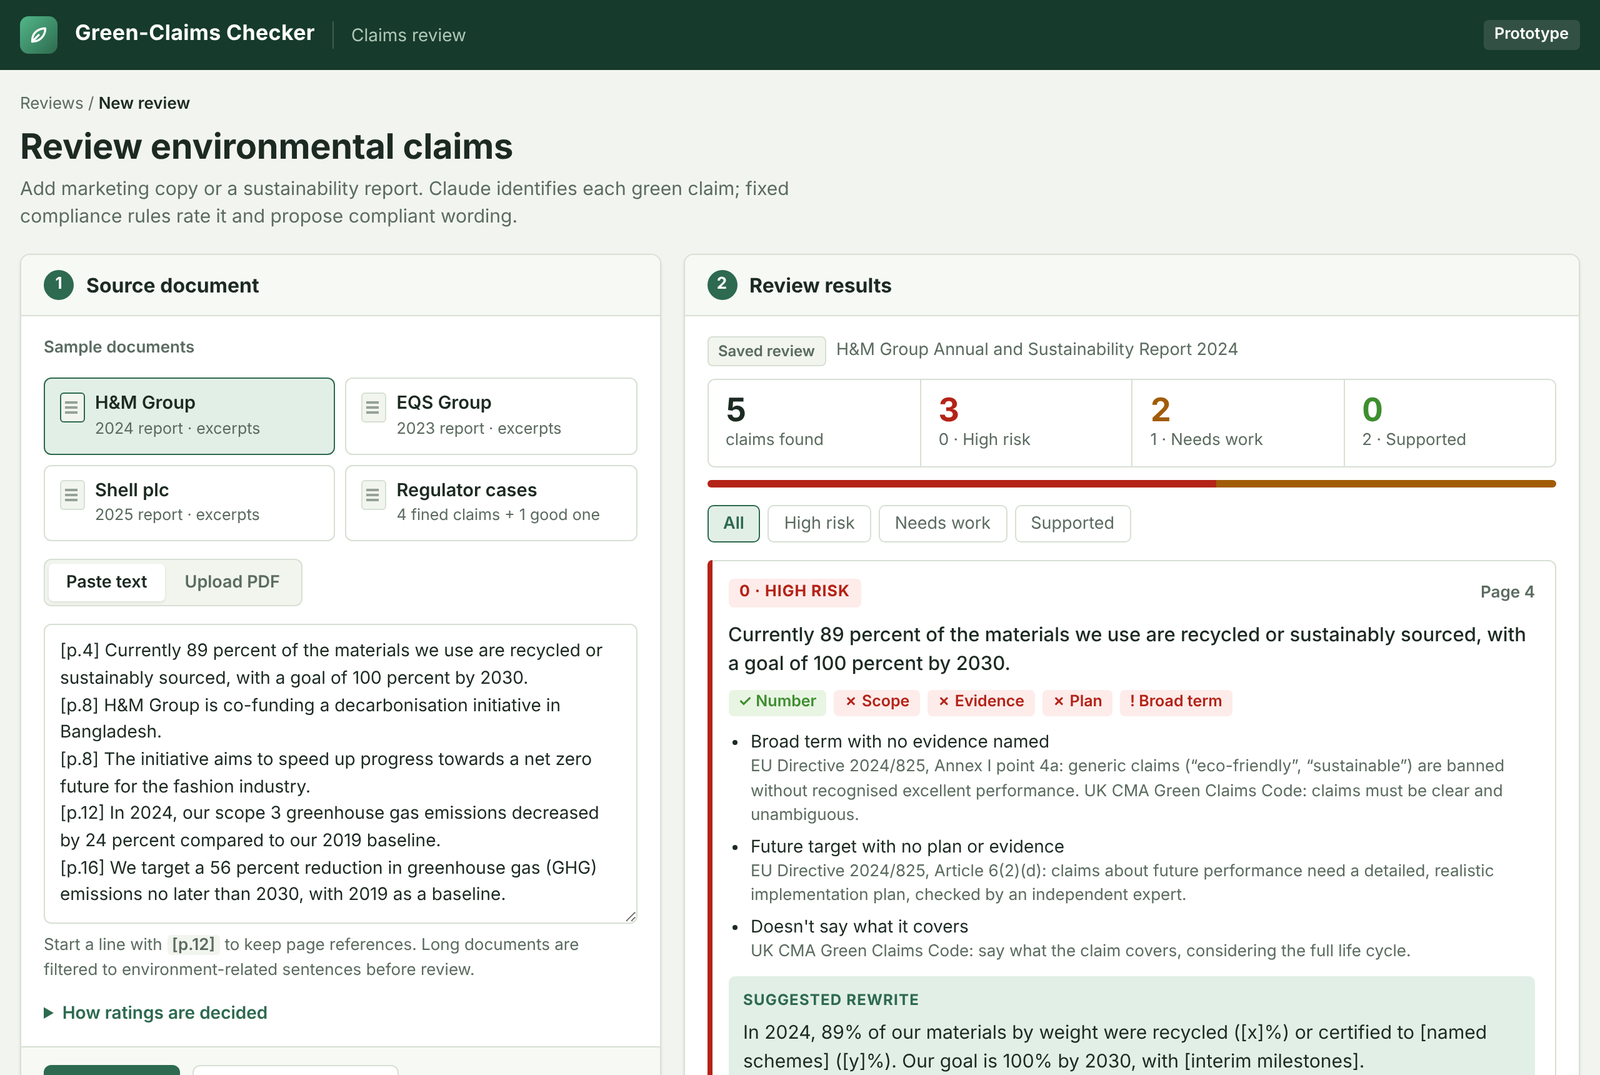 Green-Claims Checker
Claims review
Prototype
Reviews / New review
Review environmental claims
Add marketing copy or a sustainability report. Claude identifies each green claim; fixed
compliance rules rate it and propose compliant wording.
1 Source document
Sample documents
H&M Group
2024 report · excerpts
EQS Group
2023 report · excerpts
Shell plc
2025 report · excerpts
Regulator cases
4 fined claims + 1 good one
Paste text
Upload PDF
[p.4] Currently 89 percent of the materials we use are recycled or
sustainably sourced, with a goal of 100 percent by 2030.
[p.8] H&M Group is co-funding a decarbonisation initiative in
Bangladesh.
[p.8] The initiative aims to speed up progress towards a net zero
future for the fashion industry.
[p.12] In 2024, our scope 3 greenhouse gas emissions decreased
by 24 percent compared to our 2019 baseline.
[p.16] We target a 56 percent reduction in greenhouse gas (GHG)
emissions no later than 2030, with 2019 as a baseline.
Start a line with [p.12] to keep page references. Long documents are
filtered to environment-related sentences before review.
How ratings are decided
2 Review results
Saved review H&M Group Annual and Sustainability Report 2024
5
claims found
3
0 · High risk
2
1 · Needs work
0
2 · Supported
All
High risk
Needs work
Supported
0 · HIGH RISK
Page 4
Currently 89 percent of the materials we use are recycled or sustainably sourced, with
a goal of 100 percent by 2030.
✓ Number
× Scope
× Evidence
× Plan
! Broad term
• Broad term with no evidence named
EU Directive 2024/825, Annex I point 4a: generic claims (“eco-friendly”, “sustainable”) are banned
without recognised excellent performance. UK CMA Green Claims Code: claims must be clear and
unambiguous.
• Future target with no plan or evidence
EU Directive 2024/825, Article 6(2)(d): claims about future performance need a detailed, realistic
implementation plan, checked by an independent expert.
• Doesn't say what it covers
UK CMA Green Claims Code: say what the claim covers, considering the full life cycle.
SUGGESTED REWRITE
In 2024, 89% of our materials by weight were recycled ([x]%) or certified to [named
schemes] ([y]%). Our goal is 100% by 2030, with [interim milestones].